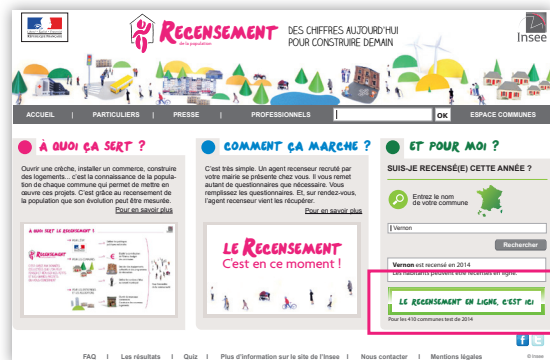 RÉPUBLIQUE FRANÇAISE
RECENSEMENT
de la population
DES CHIFFRES AUJOURD'HUI
POUR CONSTRUIRE DEMAIN
Insee
ACCUEIL | PARTICULIERS | PRESSE | PROFESSIONNELS
OK
ESPACE COMMUNES
À QUOI ÇA SERT ?
Ouvrir une crèche, installer un commerce, construire
des logements... c'est la connaissance de la popula-
tion de chaque commune qui permet de mettre en
œuvre ces projets. C'est grâce au recensement de
la population que son évolution peut être mesurée.
Pour en savoir plus
À QUOI SERT LE RECENSEMENT ?
RECENSEMENT
COMMENT ÇA MARCHE ?
C'est très simple. Un agent recenseur recruté par
votre mairie se présente chez vous. Il vous remet
autant de questionnaires que nécessaire. Vous
remplissez les questionnaires. Et, sur rendez-vous,
l'agent recenseur vient les récupérer.
Pour en savoir plus
LE RECENSEMENT
C'est en ce moment !
ET POUR MOI ?
SUIS-JE RECENSÉ(E) CETTE ANNÉE ?
Entrez le nom
de votre commune
Vernon
Rechercher
Vernon est recensé en 2014
Les habitants peuvent être recensés en ligne.
LE RECENSEMENT EN LIGNE, C'EST ICI
Pour les 410 communes test de 2014
FAQ | Les résultats | Quiz | Plus d'information sur le site de l'Insee | Nous contacter | Mentions légales
© Insee